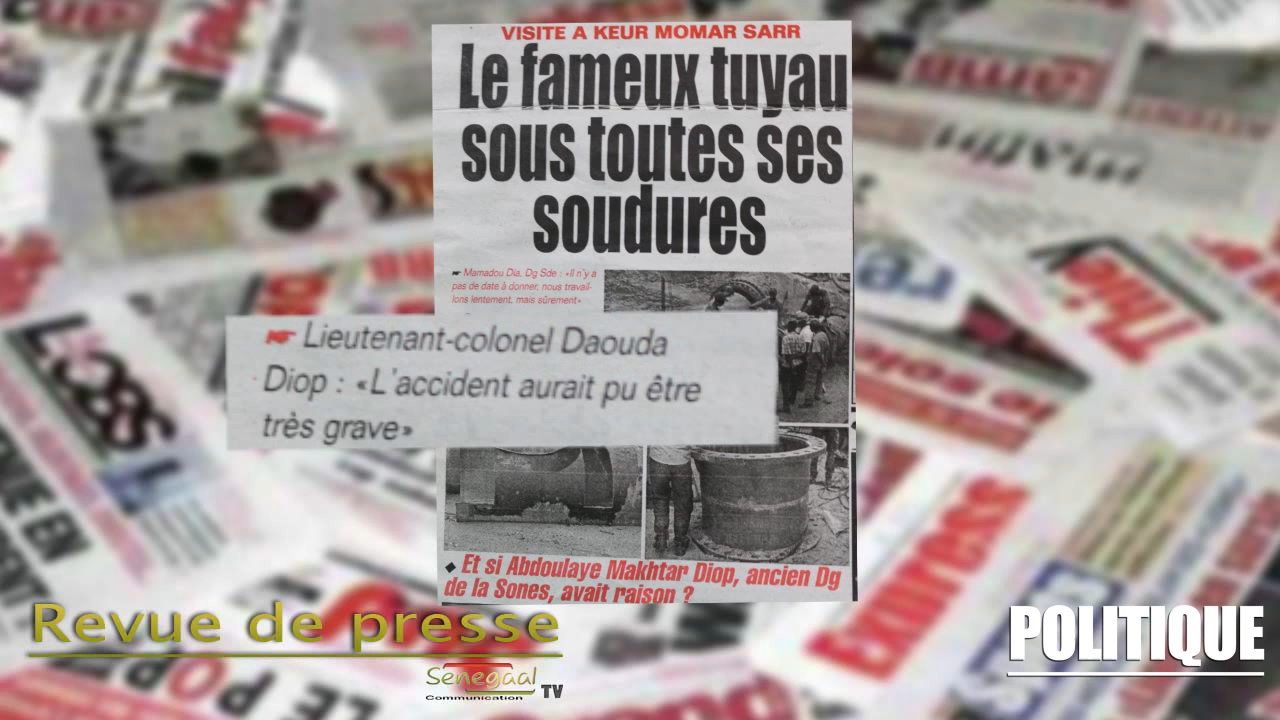 VISITE A KEUR MOMAR SARR
Le fameux tuyau
sous toutes ses
soudures
Mamadou Dia, Dg Sde : «Il n'y a
pas de date à donner, nous travail-
lons lentement, mais sûrement»
Lieutenant-colonel Daouda
Diop : «L'accident aurait pu être
très grave»
◆ Et si Abdoulaye Makhtar Diop, ancien Dg
de la Sones, avait raison ?
Revue de presse
Senegaal TV
Communication
POLITIQUE
Express